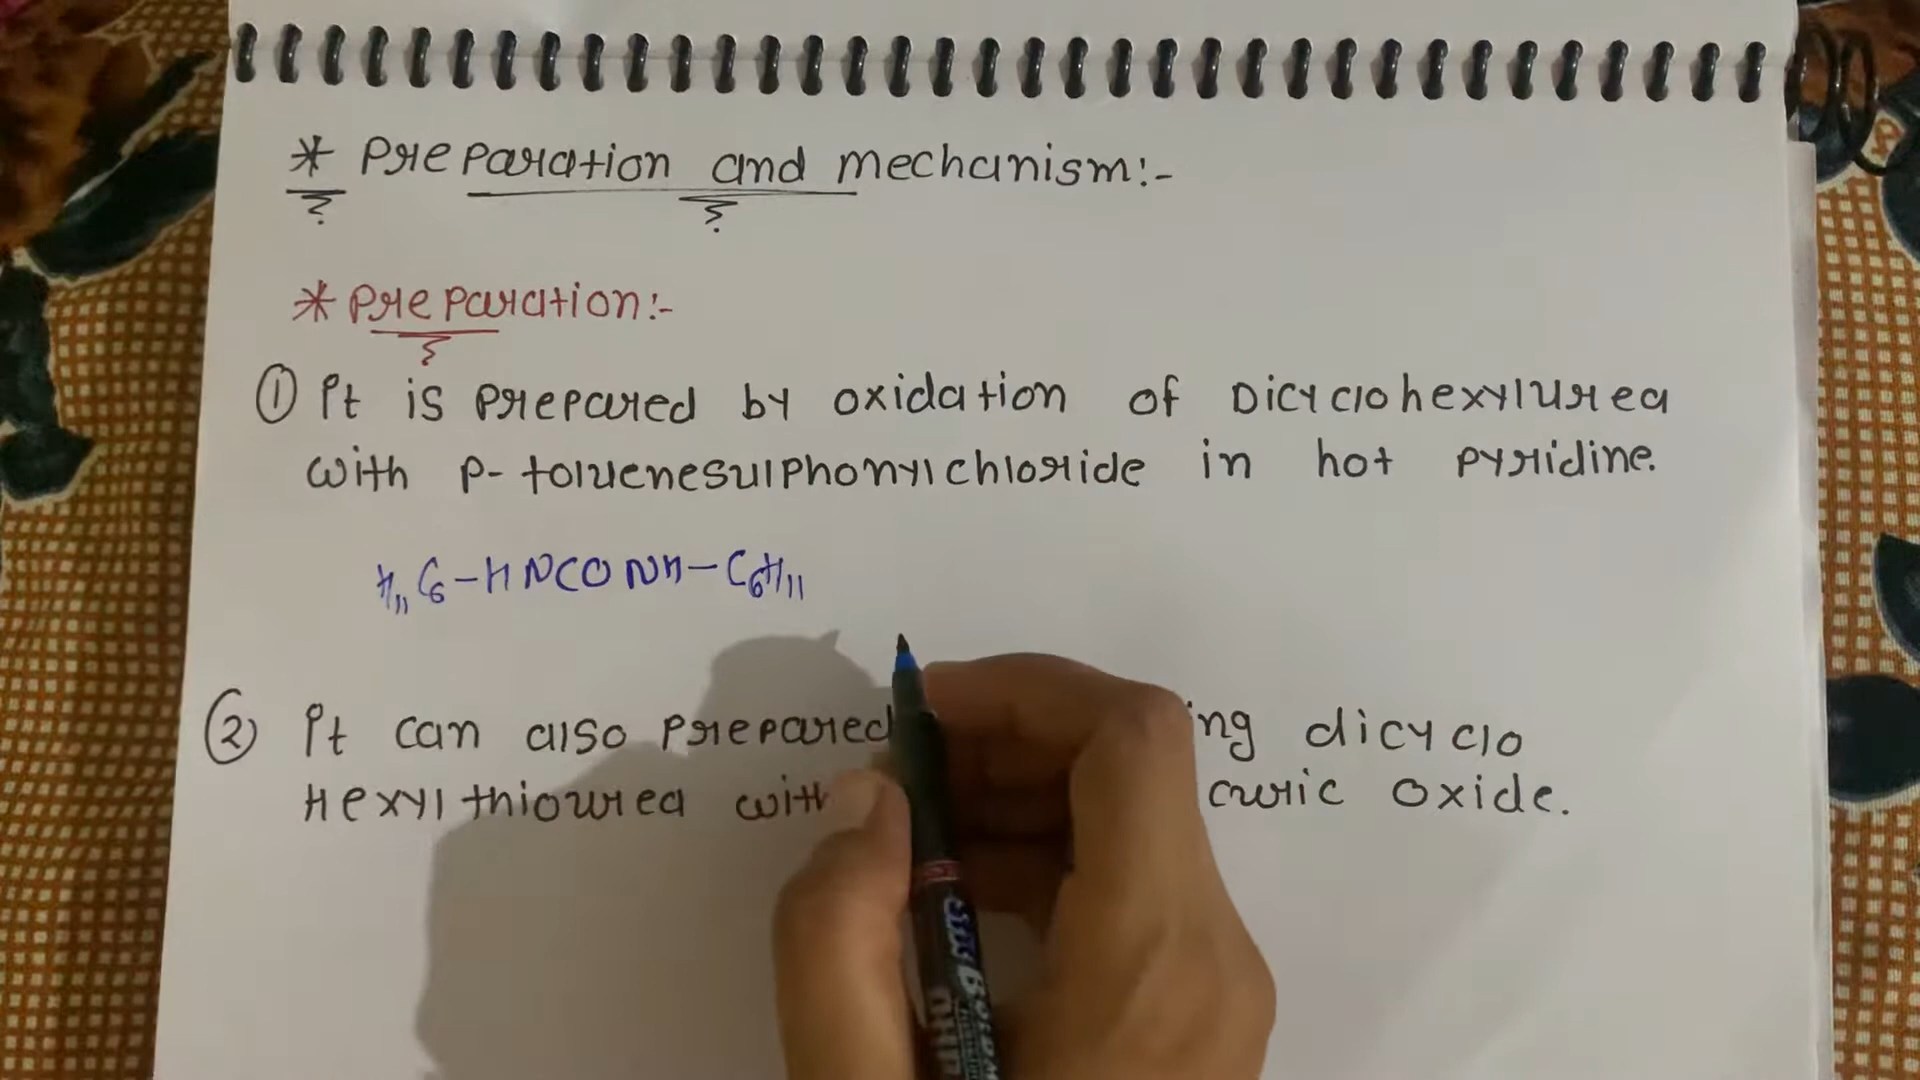 * Preparation and mechanism:-
* Preparation:-
① It is prepared by oxidation of Dicyclohexylurea
with p-toluenesulphonylchloride in hot pyridine.
H₁₁C₆-HNCONH-C₆H₁₁
② It can also prepared ing dicyclo
Hexylthiourea with curic oxide.